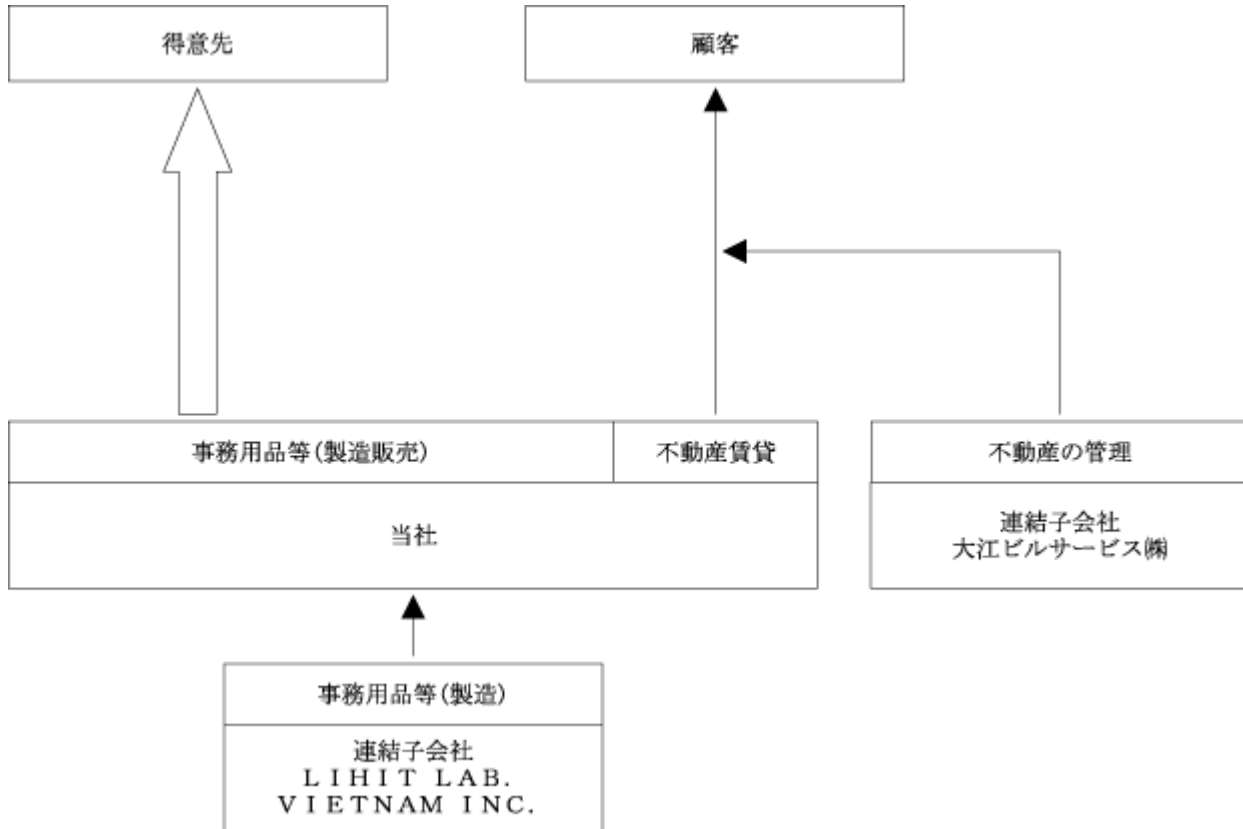 得意先
顧客
事務用品等(製造販売)
不動産賃貸
不動産の管理
当社
連結子会社
大江ビルサービス㈱
事務用品等(製造)
連結子会社
ＬＩＨＩＴ ＬＡＢ.
ＶＩＥＴＮＡＭ ＩＮＣ.